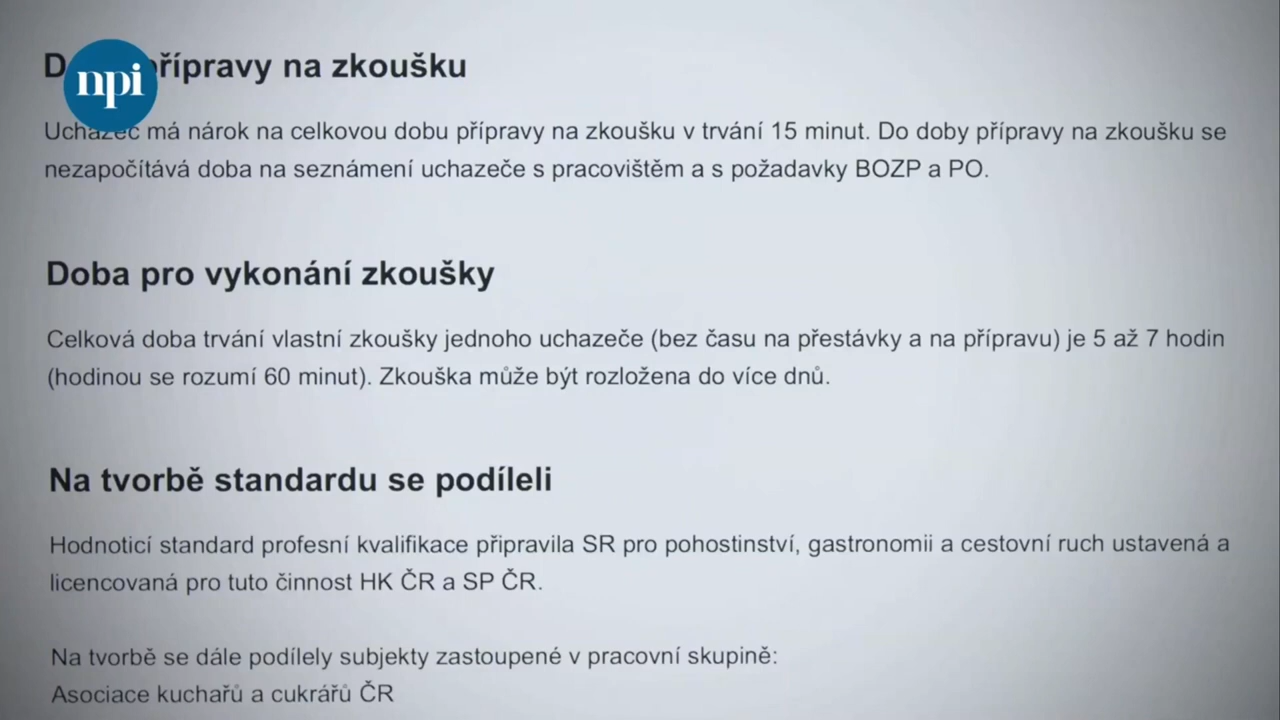 npi
přípravy na zkoušku
Uchazeč má nárok na celkovou dobu přípravy na zkoušku v trvání 15 minut. Do doby přípravy na zkoušku se
nezapočítává doba na seznámení uchazeče s pracovištěm a s požadavky BOZP a PO.
Doba pro vykonání zkoušky
Celková doba trvání vlastní zkoušky jednoho uchazeče (bez času na přestávky a na přípravu) je 5 až 7 hodin
(hodinou se rozumí 60 minut). Zkouška může být rozložena do více dnů.
Na tvorbě standardu se podíleli
Hodnoticí standard profesní kvalifikace připravila SR pro pohostinství, gastronomii a cestovní ruch ustavená a
licencovaná pro tuto činnost HK ČR a SP ČR.
Na tvorbě se dále podílely subjekty zastoupené v pracovní skupině:
Asociace kuchařů a cukrářů ČR